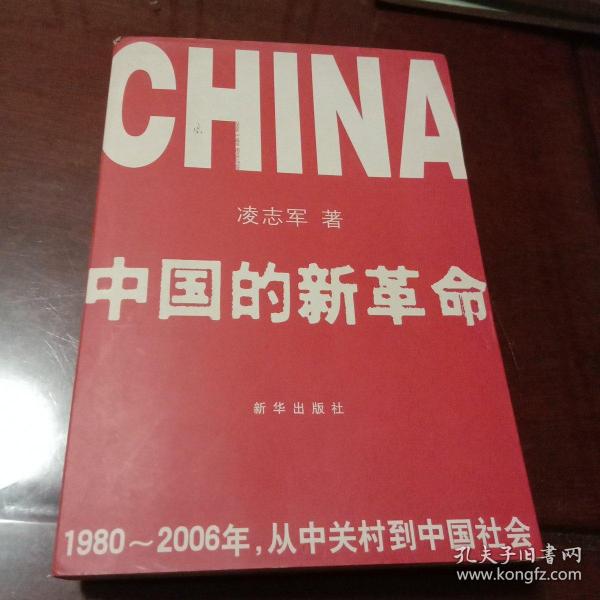 CHINA
凌志军 著
中国的新革命
新华出版社
1980～2006年，从中关村到中国社会
孔夫子旧书网
www.kongfz.com